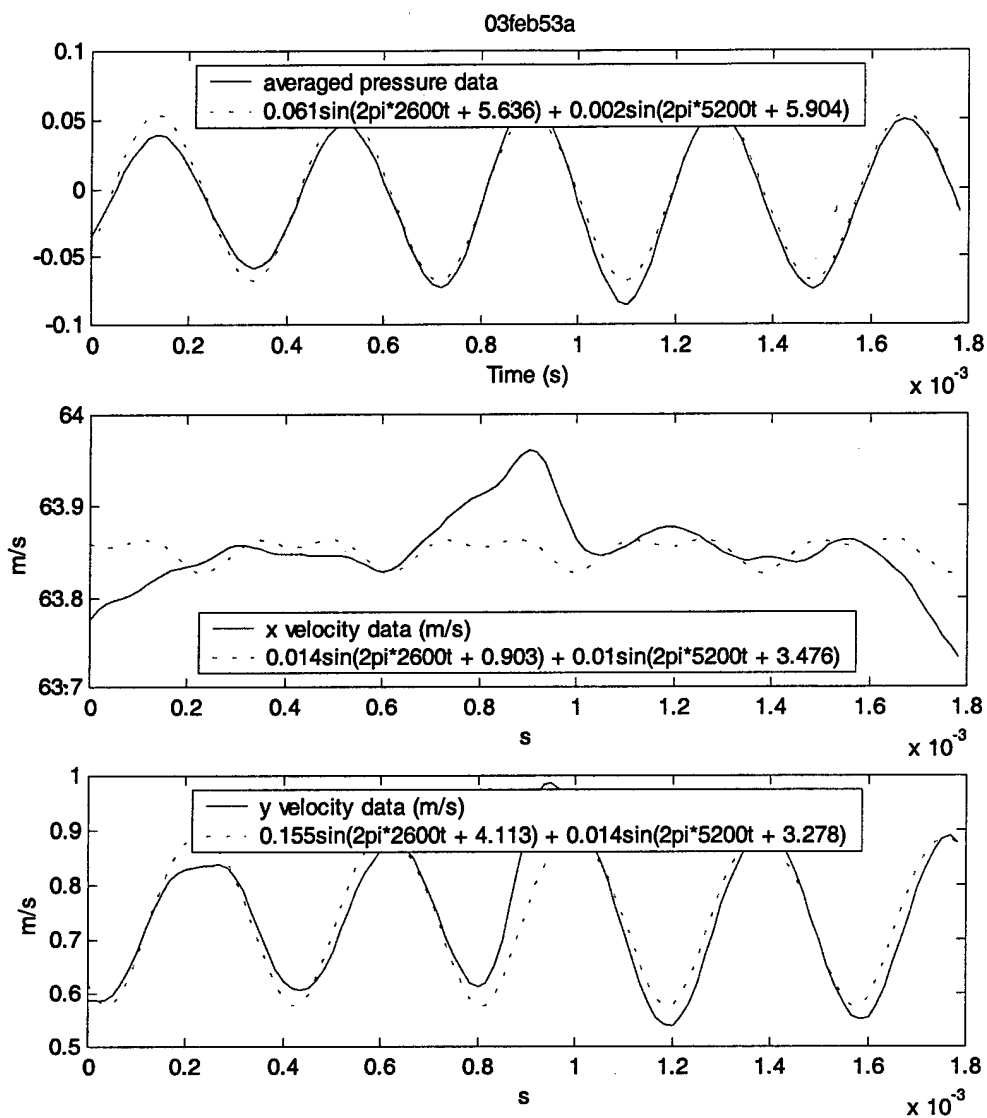 03feb53a
0.1
0.05
0
-0.05
-0.1
averaged pressure data
0.061sin(2pi*2600t + 5.636) + 0.002sin(2pi*5200t + 5.904)
0 0.2 0.4 0.6 0.8 1 1.2 1.4 1.6 1.8
Time (s)
x 10-3
64
63.9
63.8
63.7
m/s
x velocity data (m/s)
0.014sin(2pi*2600t + 0.903) + 0.01sin(2pi*5200t + 3.476)
0 0.2 0.4 0.6 0.8 1 1.2 1.4 1.6 1.8
s
x 10-3
1
0.9
0.8
0.7
0.6
0.5
m/s
y velocity data (m/s)
0.155sin(2pi*2600t + 4.113) + 0.014sin(2pi*5200t + 3.278)
0 0.2 0.4 0.6 0.8 1 1.2 1.4 1.6 1.8
s
x 10-3